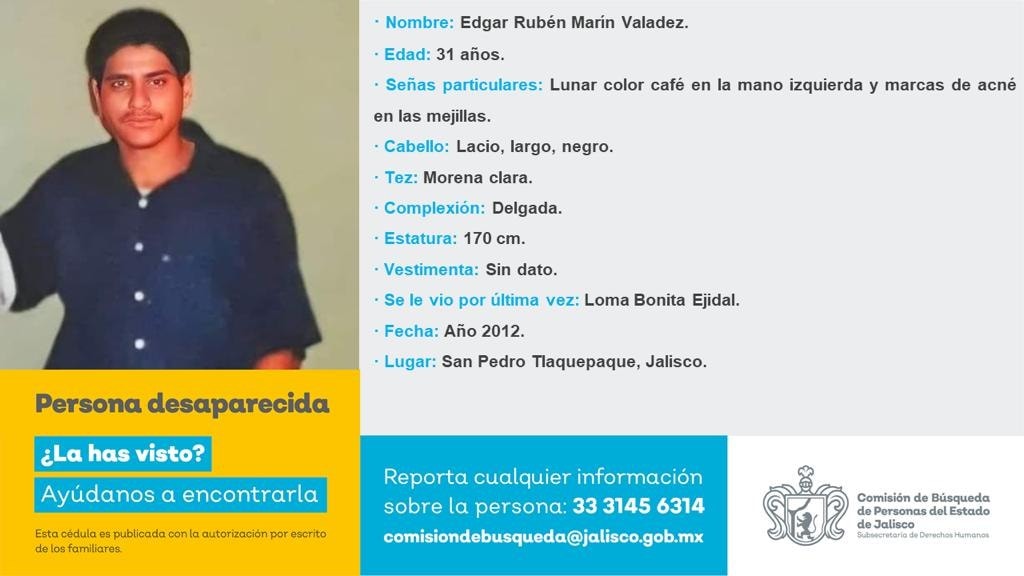 · Nombre: Edgar Rubén Marín Valadez.
· Edad: 31 años.
· Señas particulares: Lunar color café en la mano izquierda y marcas de acné
en las mejillas.
· Cabello: Lacio, largo, negro.
· Tez: Morena clara.
· Complexión: Delgada.
· Estatura: 170 cm.
· Vestimenta: Sin dato.
· Se le vio por última vez: Loma Bonita Ejidal.
· Fecha: Año 2012.
· Lugar: San Pedro Tlaquepaque, Jalisco.
Persona desaparecida
¿La has visto?
Ayúdanos a encontrarla
Esta cédula es publicada con la autorización por escrito
de los familiares.
Reporta cualquier información
sobre la persona: 33 3145 6314
comisiondebusqueda@jalisco.gob.mx
Comisión de Búsqueda
de Personas del Estado
de Jalisco
Subsecretaría de Derechos Humanos